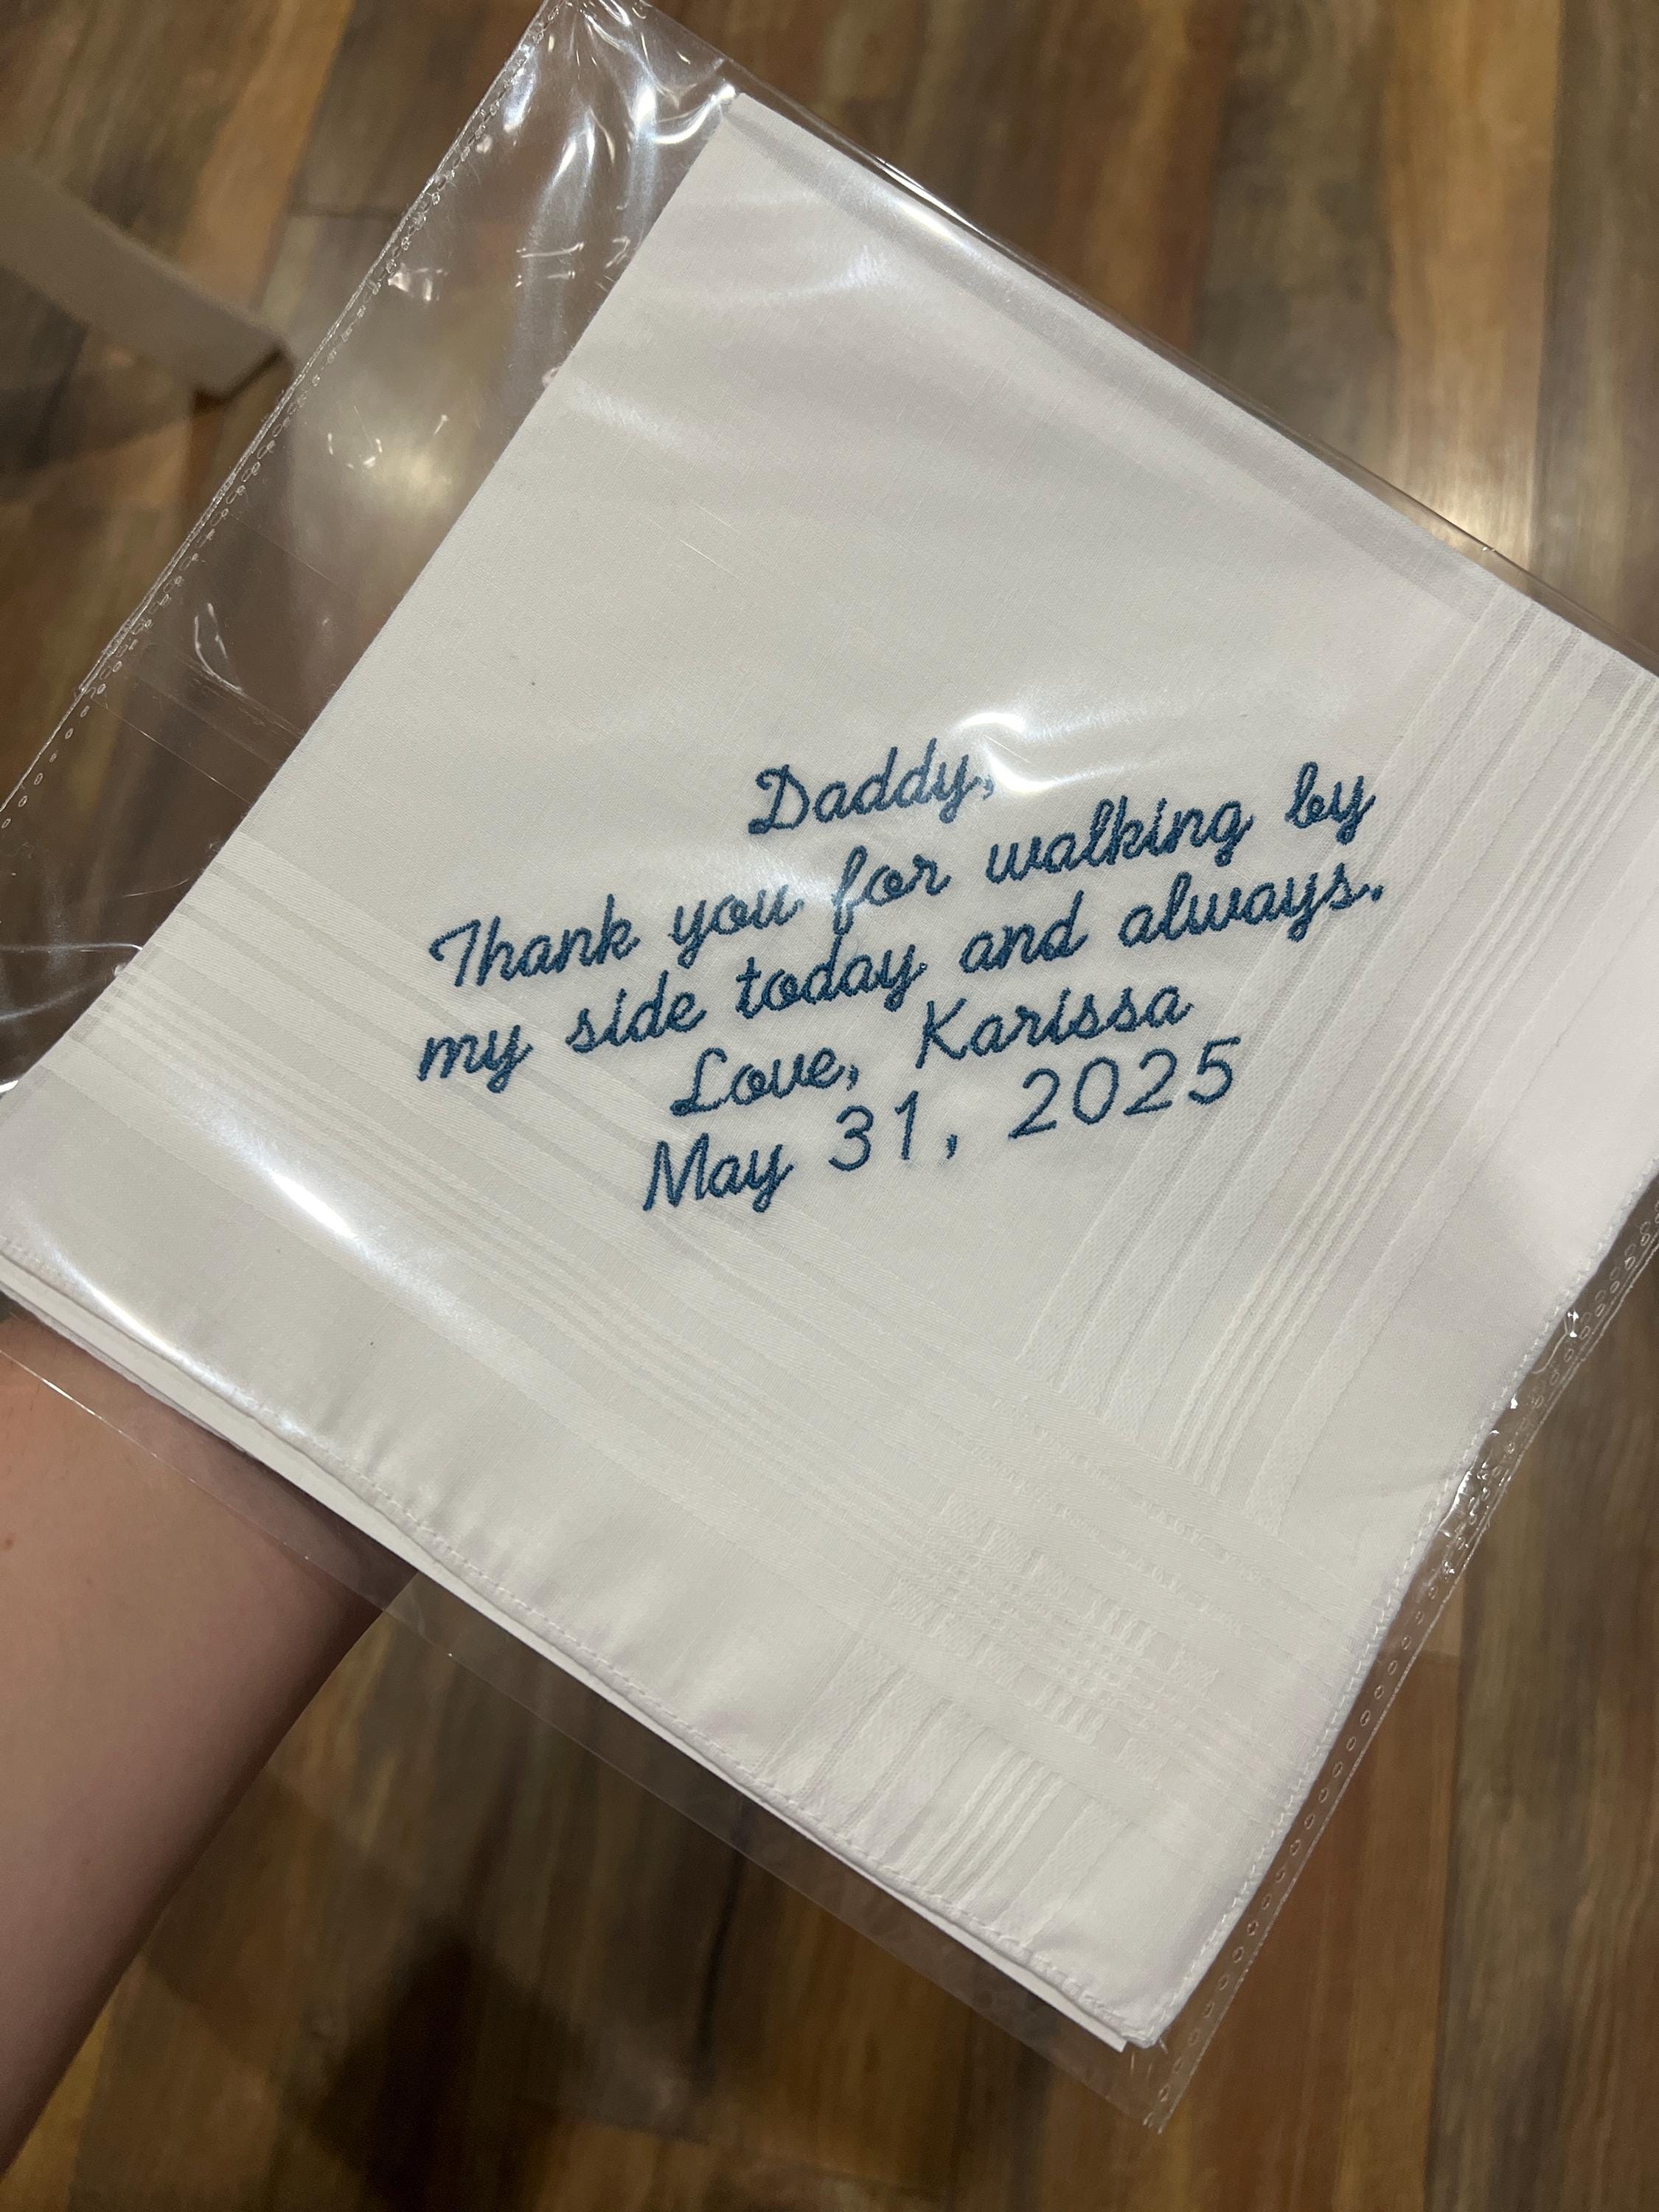 Daddy,
Thank you for walking by
my side today and always.
Love, Karissa
May 31, 2025